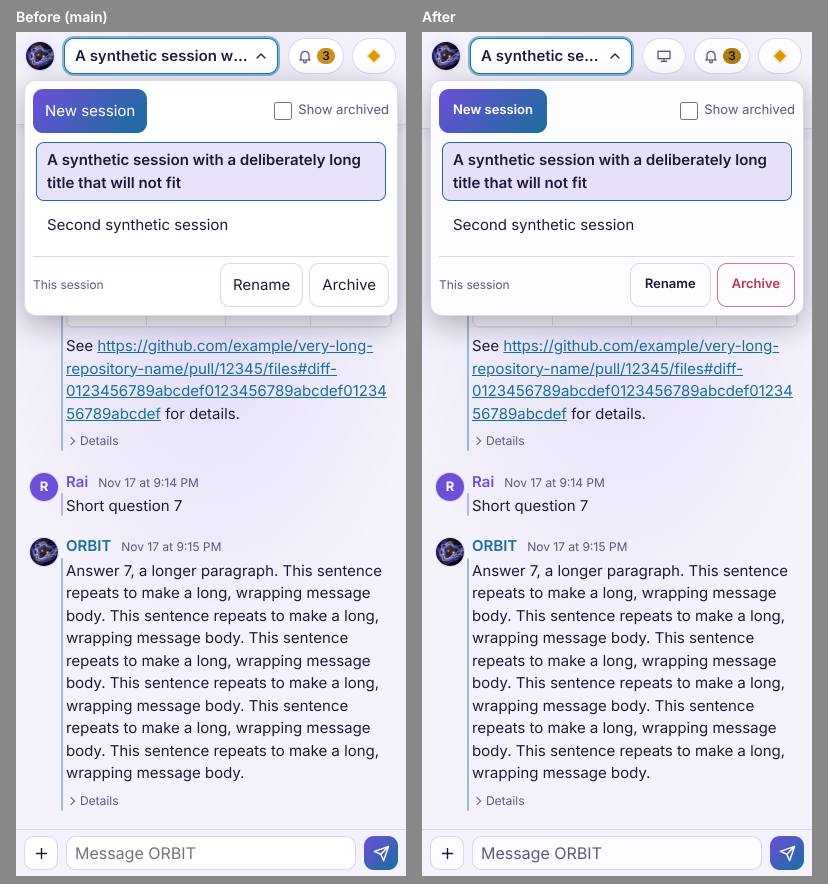 Before (main)
A synthetic session w...
3
New session
Show archived
A synthetic session with a deliberately long
title that will not fit
Second synthetic session
This session
Rename
Archive
See https://github.com/example/very-long-
repository-name/pull/12345/files#diff-
0123456789abcdef0123456789abcdef01234
56789abcdef for details.
Details
R
Rai
Nov 17 at 9:14 PM
Short question 7
ORBIT
Nov 17 at 9:15 PM
Answer 7, a longer paragraph. This sentence
repeats to make a long, wrapping message
body. This sentence repeats to make a long,
wrapping message body. This sentence
repeats to make a long, wrapping message
body. This sentence repeats to make a long,
wrapping message body. This sentence
repeats to make a long, wrapping message
body. This sentence repeats to make a long,
wrapping message body.
Details
+
Message ORBIT
After
A synthetic se...
3
New session
Show archived
A synthetic session with a deliberately long
title that will not fit
Second synthetic session
This session
Rename
Archive
See https://github.com/example/very-long-
repository-name/pull/12345/files#diff-
0123456789abcdef0123456789abcdef01234
56789abcdef for details.
Details
R
Rai
Nov 17 at 9:14 PM
Short question 7
ORBIT
Nov 17 at 9:15 PM
Answer 7, a longer paragraph. This sentence
repeats to make a long, wrapping message
body. This sentence repeats to make a long,
wrapping message body. This sentence
repeats to make a long, wrapping message
body. This sentence repeats to make a long,
wrapping message body. This sentence
repeats to make a long, wrapping message
body. This sentence repeats to make a long,
wrapping message body.
Details
+
Message ORBIT